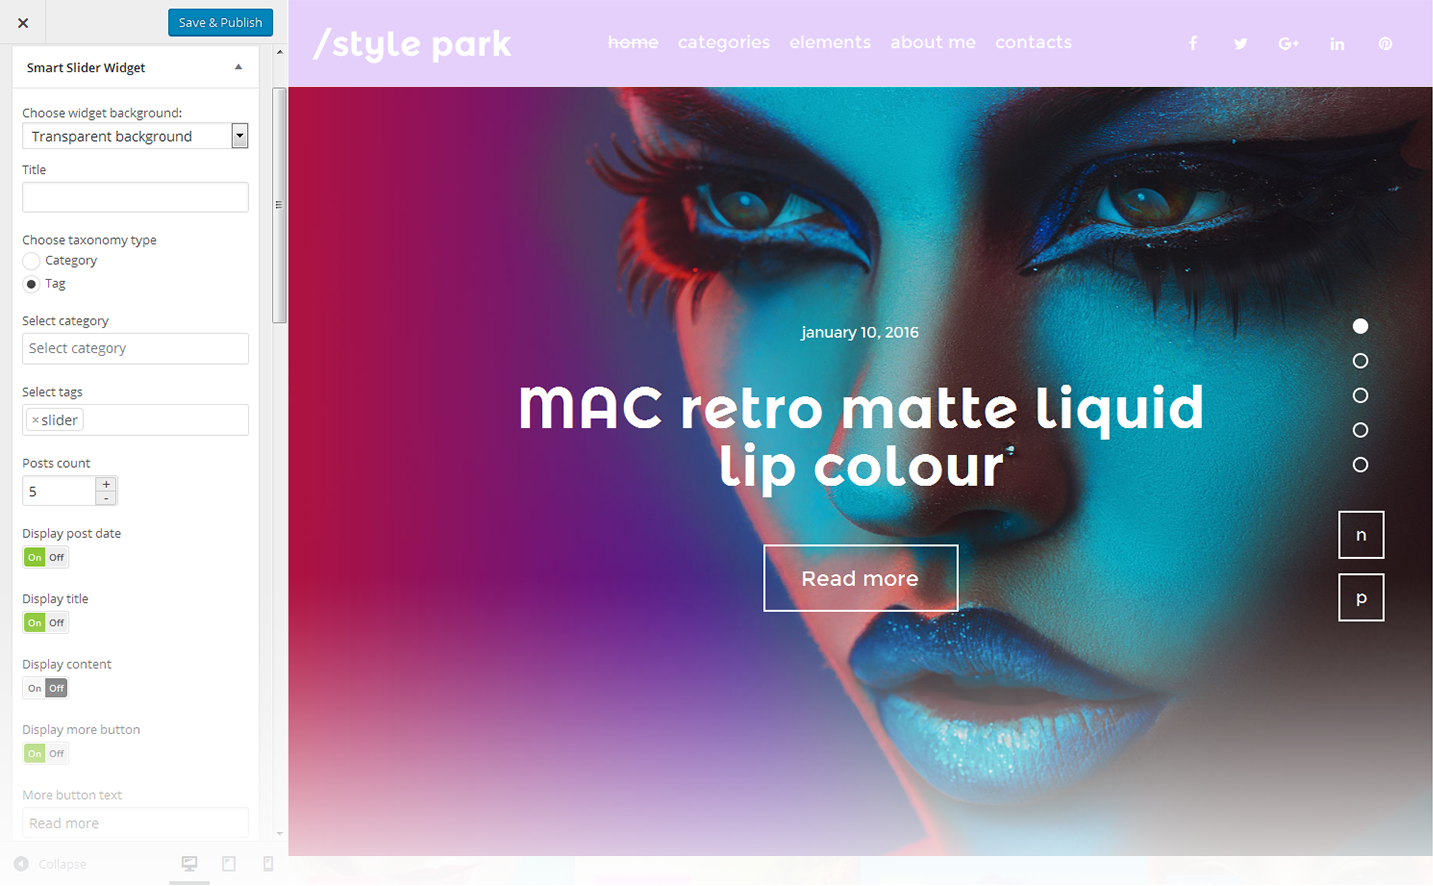 Save & Publish
Smart Slider Widget
Choose widget background:
Transparent background
Title
Choose taxonomy type
Category
Tag
Select category
Select category
Select tags
× slider
Posts count
5
+
-
Display post date
On Off
Display title
On Off
Display content
On Off
Display more button
On Off
More button text
Read more
Collapse
/style park
home categories elements about me contacts
january 10, 2016
MAC retro matte liquid
lip colour
Read more
n
p